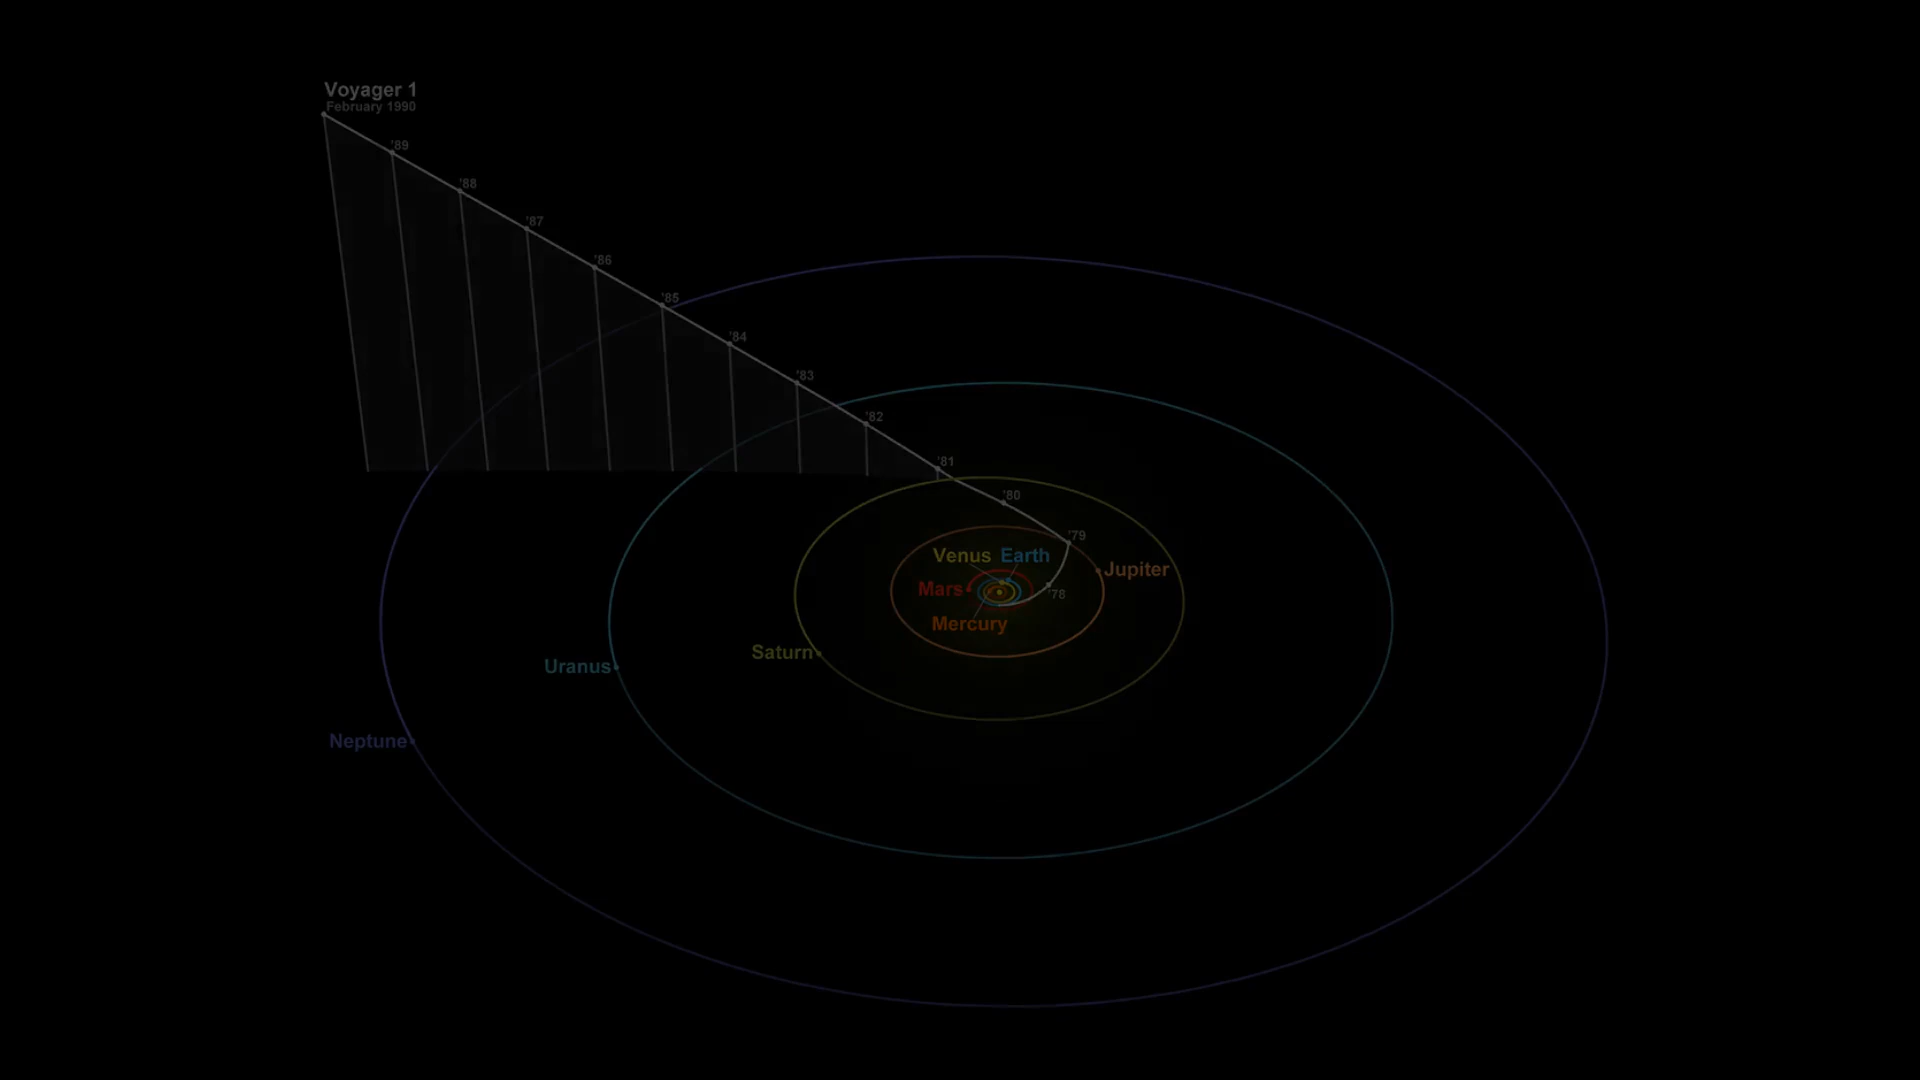 Voyager 1
February 1990
'89
'88
'87
'86
'85
'84
'83
'82
'81
'80
'79
Venus Earth
Jupiter
Mars
'78
Mercury
Saturn
Uranus
Neptune